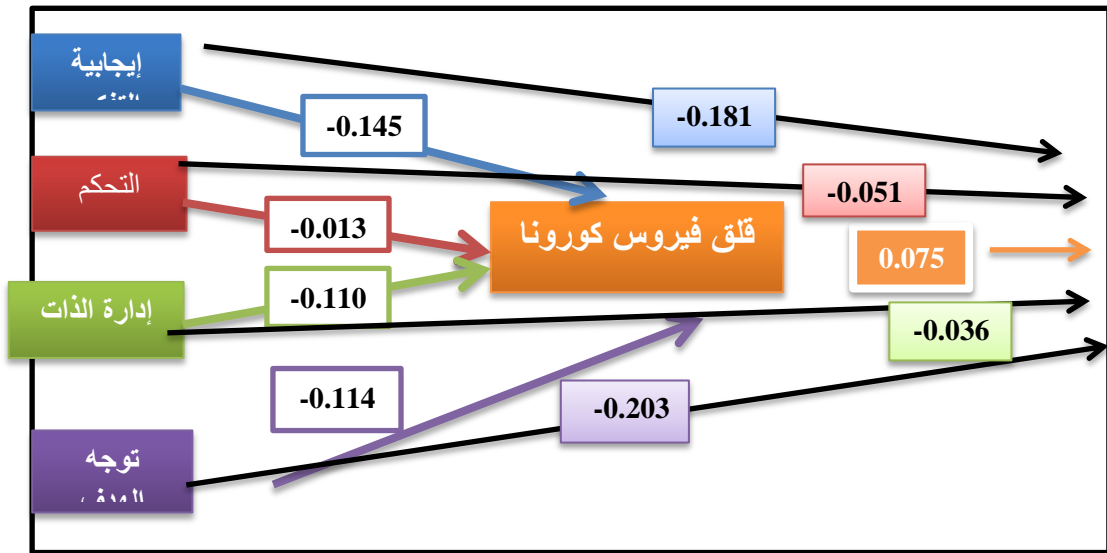 إيجابية
-0.145
-0.181
التحكم
-0.013
-0.051
قلق فيروس كورونا
0.075
إدارة الذات
-0.110
-0.036
-0.114
-0.203
توجه